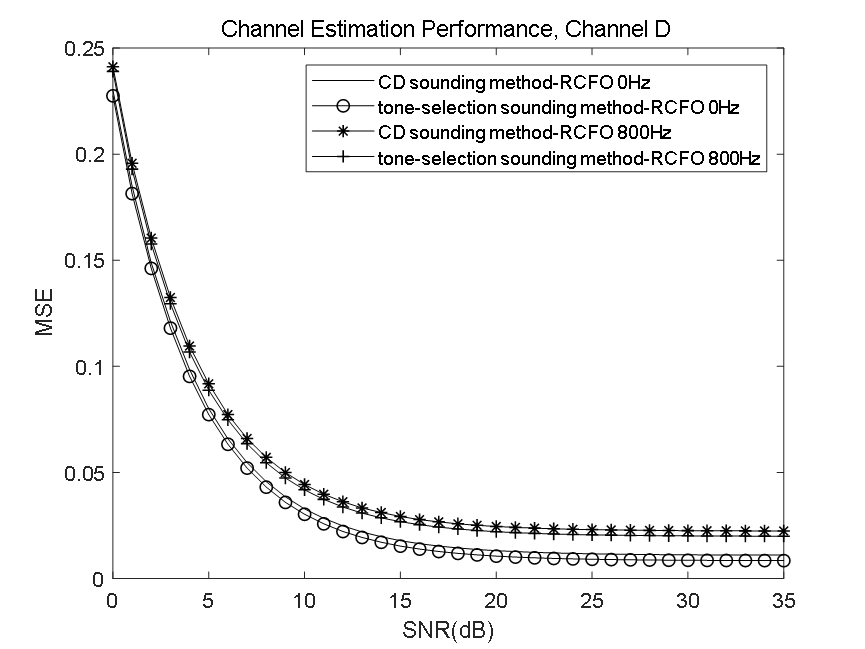 Channel Estimation Performance, Channel D
0.25
CD sounding method-RCFO 0Hz
tone-selection sounding method-RCFO 0Hz
CD sounding method-RCFO 800Hz
tone-selection sounding method-RCFO 800Hz
0.2
0.15
MSE
0.1
0.05
0
0 5 10 15 20 25 30 35
SNR(dB)